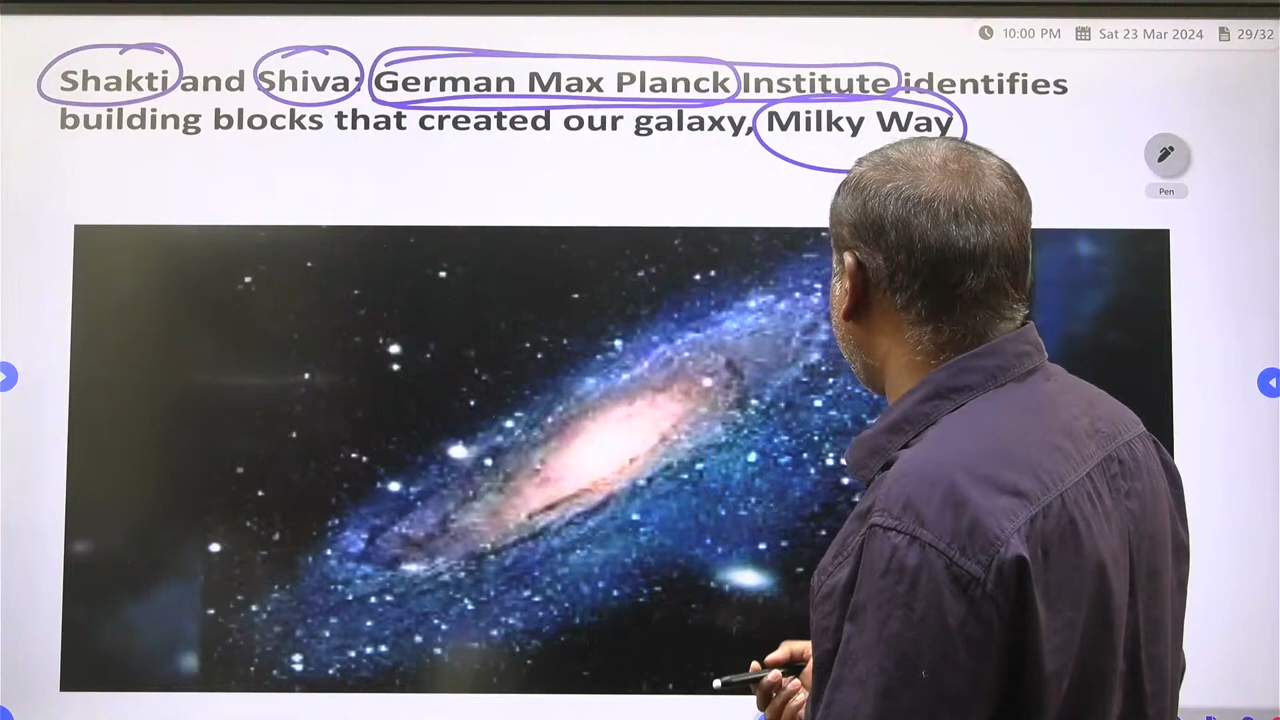 10:00 PM Sat 23 Mar 2024 29/32
Shakti and Shiva: German Max Planck Institute identifies
building blocks that created our galaxy, Milky Way
Pen